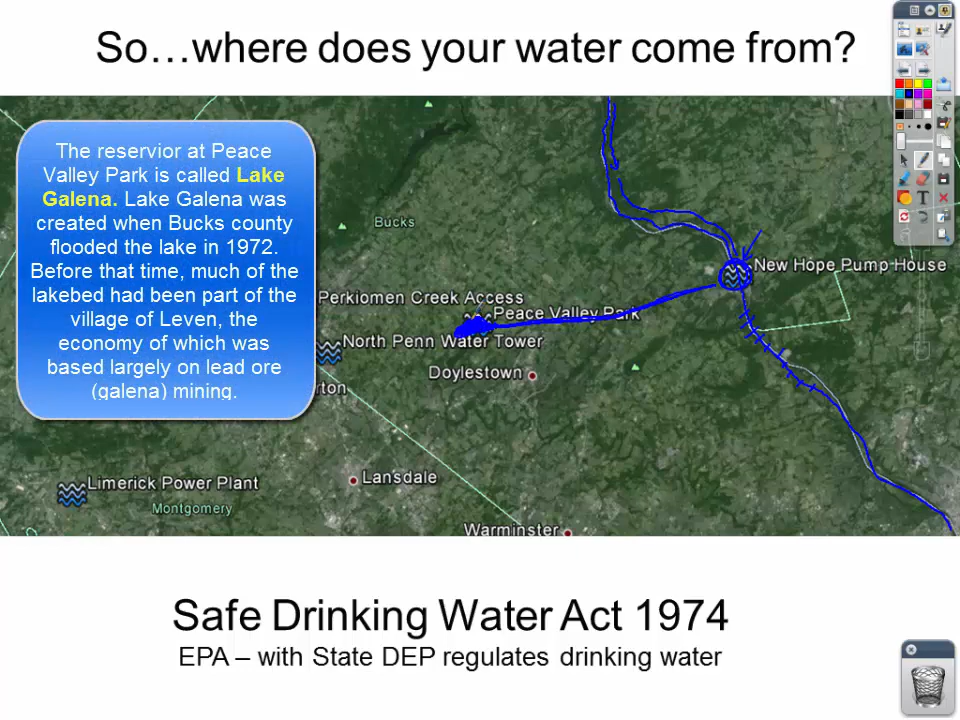 So…where does your water come from?
The reservior at Peace
Valley Park is called Lake
Galena. Lake Galena was
created when Bucks county
flooded the lake in 1972.
Before that time, much of the
lakebed had been part of the
village of Leven, the
economy of which was
based largely on lead ore
(galena) mining.
Bucks
New Hope Pump House
Perkiomen Creek Access
Peace Valley Park
North Penn Water Tower
Doylestown
rton
Lansdale
Limerick Power Plant
Montgomery
Warminster
Safe Drinking Water Act 1974
EPA – with State DEP regulates drinking water